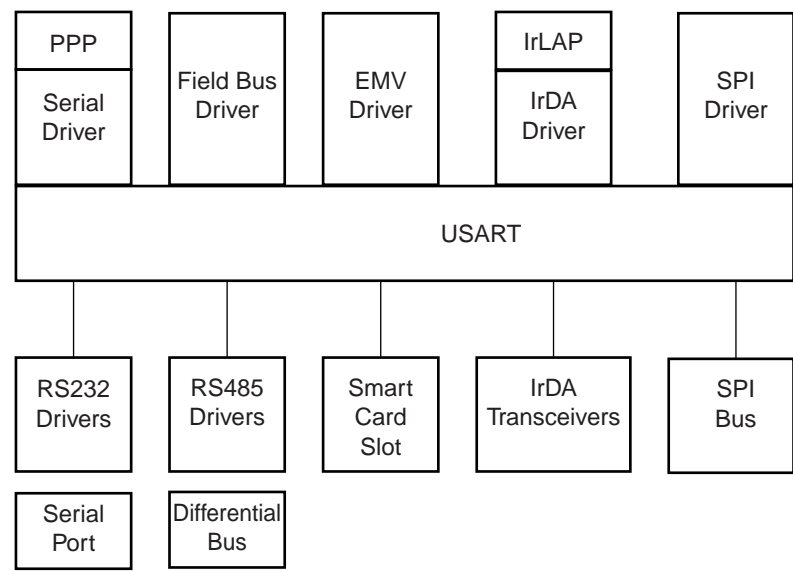 PPP
Serial
Driver
Field Bus
Driver
EMV
Driver
IrLAP
IrDA
Driver
SPI
Driver
USART
RS232
Drivers
RS485
Drivers
Smart
Card
Slot
IrDA
Transceivers
SPI
Bus
Serial
Port
Differential
Bus